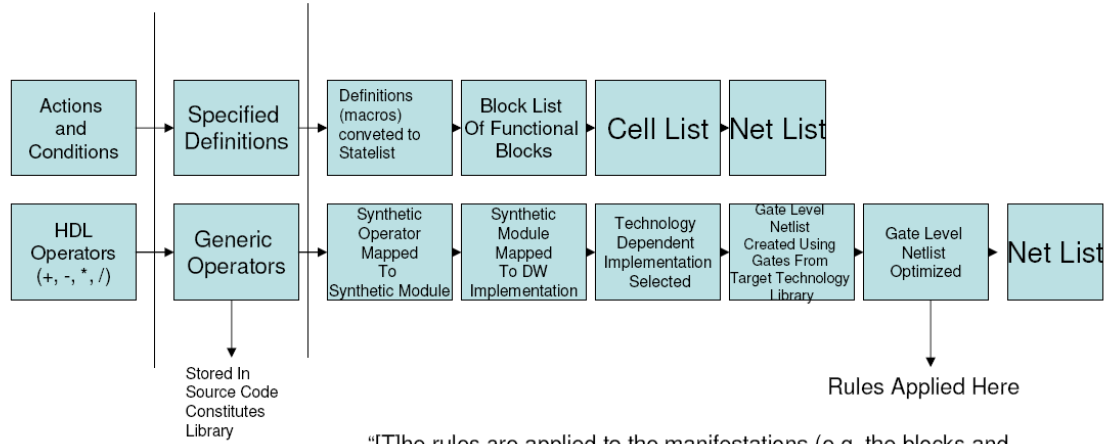 Actions
and
Conditions
Specified
Definitions
Definitions
(macros)
conveted to
Statelist
Block List
Of Functional
Blocks
Cell List
Net List
HDL
Operators
(+, -, *, /)
Generic
Operators
Synthetic
Operator
Mapped
To
Synthetic Module
Synthetic
Module
Mapped
To DW
Implementation
Technology
Dependent
Implementation
Selected
Gate Level
Netlist
Created Using
Gates From
Target Technology
Library
Gate Level
Netlist
Optimized
Net List
Stored In
Source Code
Constitutes
Library
Rules Applied Here
“[T]he rules are applied to the manifestations (e.g. the blocks and